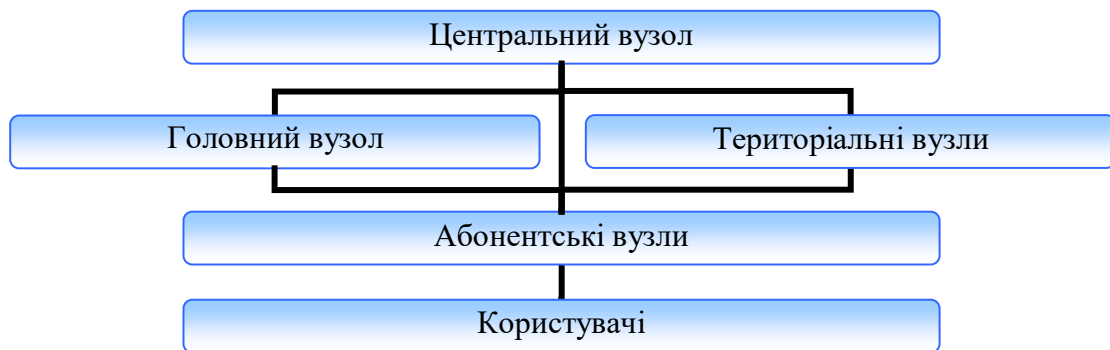 Центральний вузол
Головний вузол
Територіальні вузли
Абонентські вузли
Користувачі